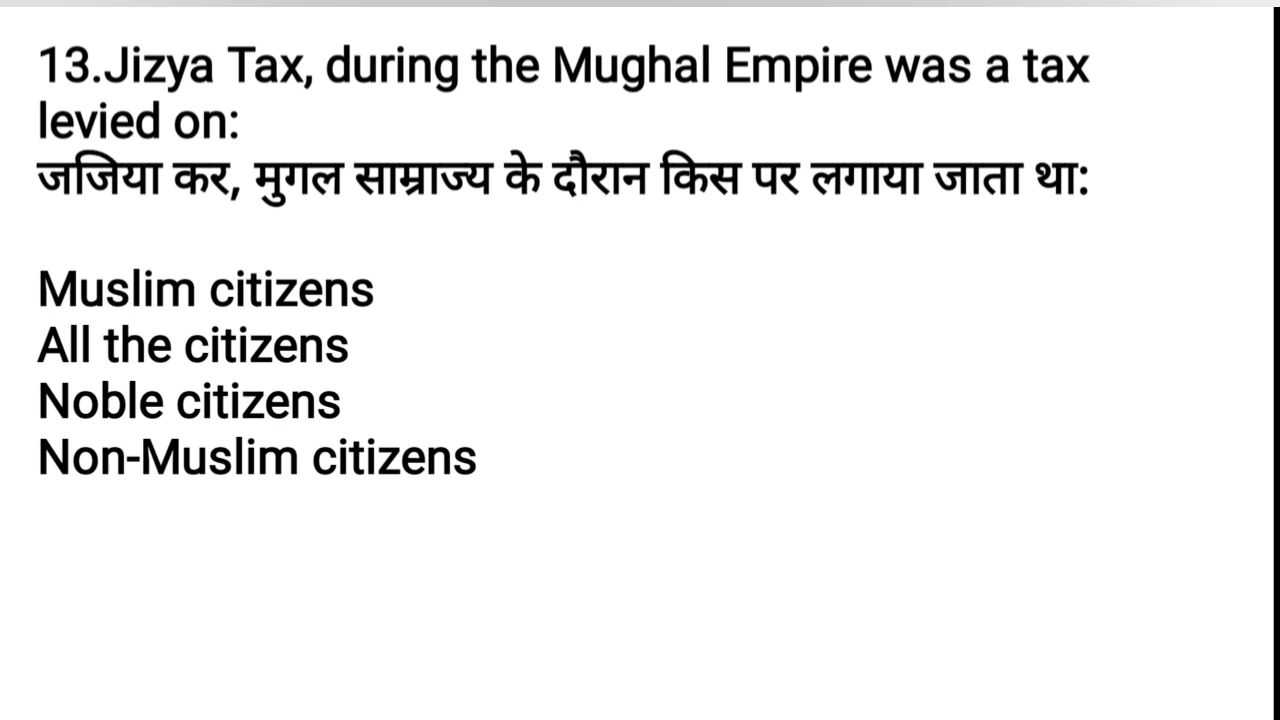 13.Jizya Tax, during the Mughal Empire was a tax
levied on:
जजिया कर, मुगल साम्राज्य के दौरान किस पर लगाया जाता था:
Muslim citizens
All the citizens
Noble citizens
Non-Muslim citizens